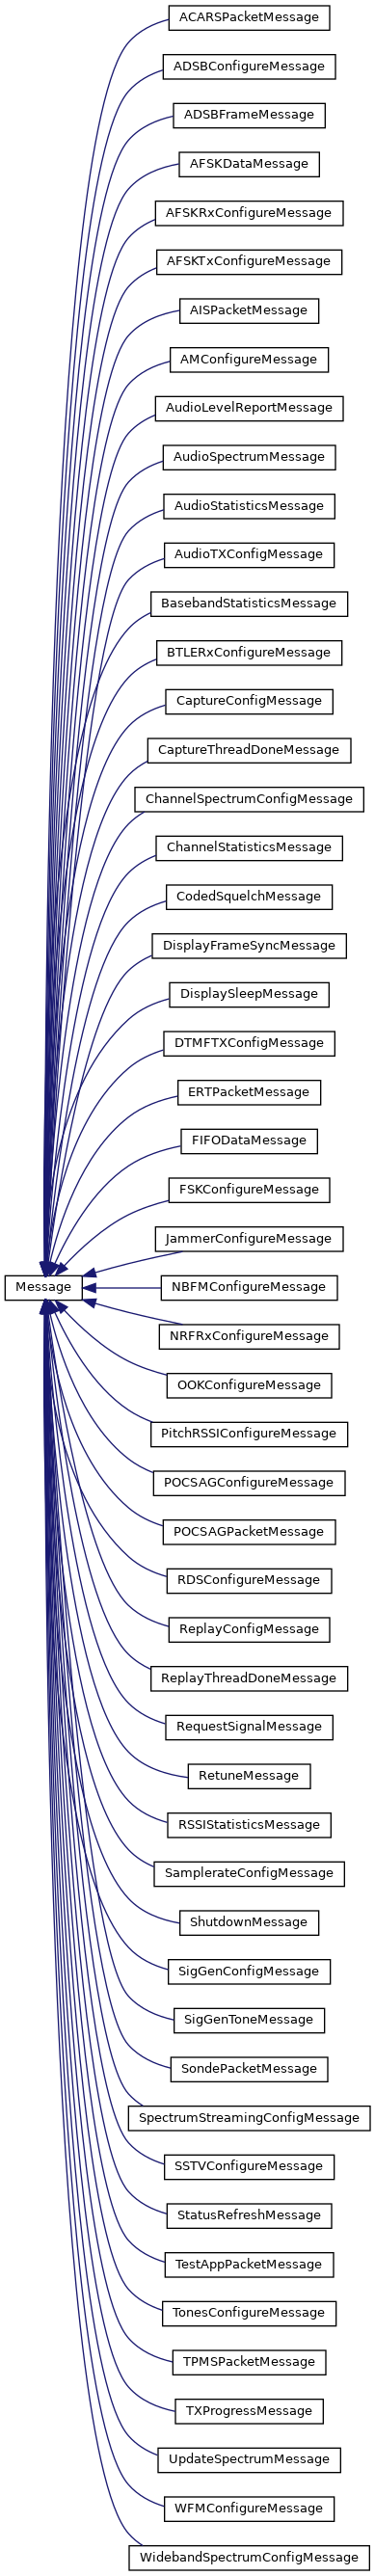 ACARSPacketMessage
ADSBConfigureMessage
ADSBFrameMessage
AFSKDataMessage
AFSKRxConfigureMessage
AFSKTxConfigureMessage
AISPacketMessage
AMConfigureMessage
AudioLevelReportMessage
AudioSpectrumMessage
AudioStatisticsMessage
AudioTXConfigMessage
BasebandStatisticsMessage
BTLERxConfigureMessage
CaptureConfigMessage
CaptureThreadDoneMessage
ChannelSpectrumConfigMessage
ChannelStatisticsMessage
CodedSquelchMessage
DisplayFrameSyncMessage
DisplaySleepMessage
DTMFTXConfigMessage
ERTPacketMessage
FIFODataMessage
FSKConfigureMessage
JammerConfigureMessage
Message
NBFMConfigureMessage
NRFRxConfigureMessage
OOKConfigureMessage
PitchRSSIConfigureMessage
POCSAGConfigureMessage
POCSAGPacketMessage
RDSConfigureMessage
ReplayConfigMessage
ReplayThreadDoneMessage
RequestSignalMessage
RetuneMessage
RSSIStatisticsMessage
SamplerateConfigMessage
ShutdownMessage
SigGenConfigMessage
SigGenToneMessage
SondePacketMessage
SpectrumStreamingConfigMessage
SSTVConfigureMessage
StatusRefreshMessage
TestAppPacketMessage
TonesConfigureMessage
TPMSPacketMessage
TXProgressMessage
UpdateSpectrumMessage
WFMConfigureMessage
WidebandSpectrumConfigMessage